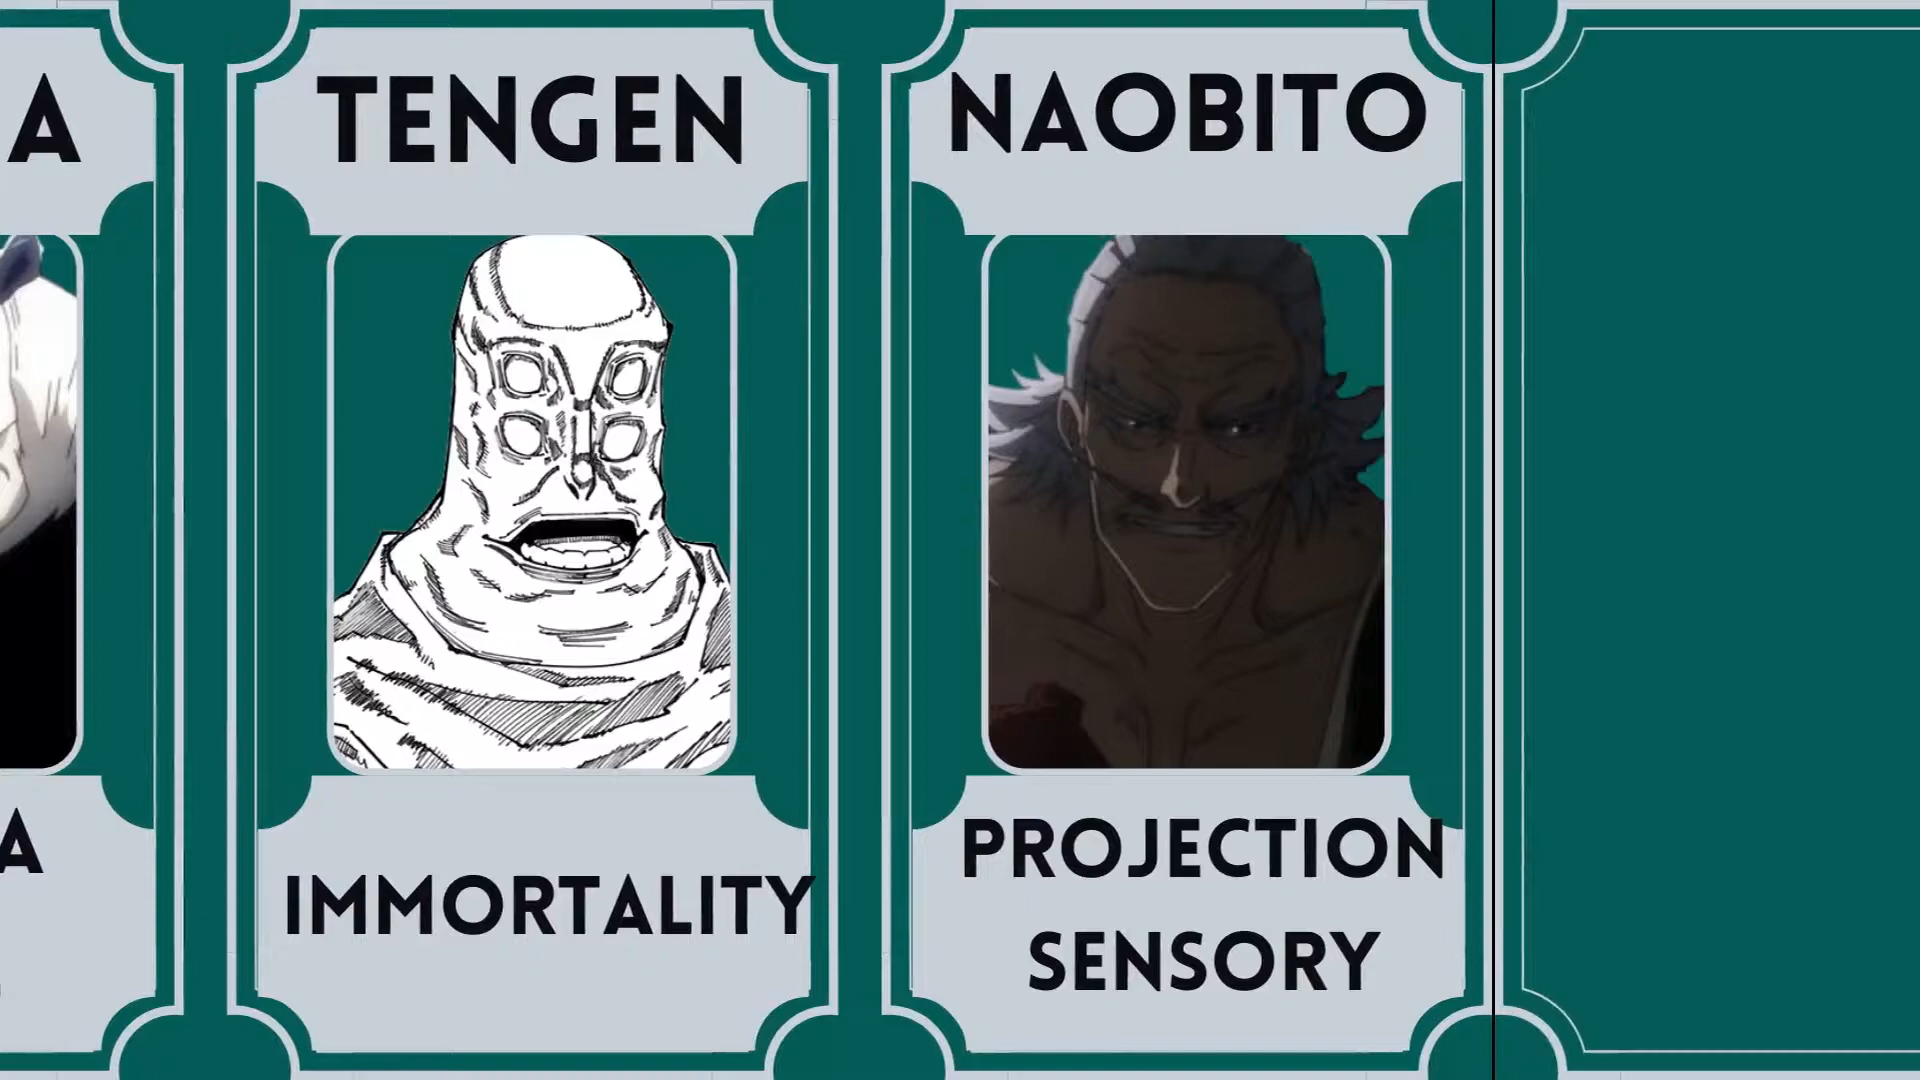 A
TENGEN
NAOBITO
A
IMMORTALITY
PROJECTION
SENSORY